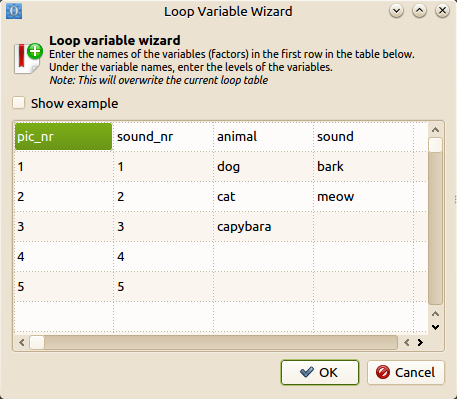 Loop Variable Wizard
Loop variable wizard
Enter the names of the variables (factors) in the first row in the table below.
Under the variable names, enter the levels of the variables.
Note: This will overwrite the current loop table
Show example
pic_nr sound_nr animal sound
1 1 dog bark
2 2 cat meow
3 3 capybara
4 4
5 5
OK Cancel